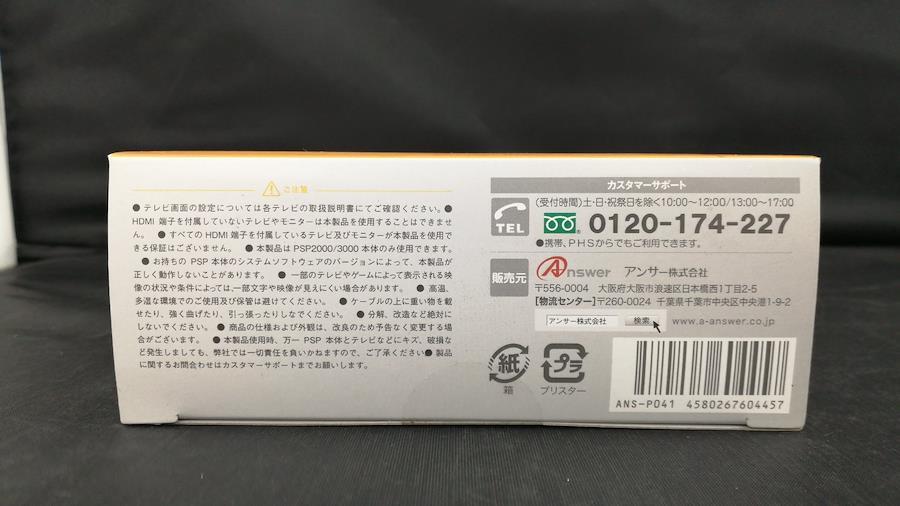 ご注意
● テレビ画面の設定については各テレビの取扱説明書にてご確認ください。●
HDMI 端子を付属していないテレビやモニターは本製品を使用することはできませ
ん。 ● すべての HDMI 端子を付属しているテレビ及びモニターが本製品を使用で
きる保証はございません。 ● 本製品は PSP2000/3000 本体のみ使用できます。
● お持ちの PSP 本体のシステムソフトウェアのバージョンによって、本製品が
正しく動作しないことがあります。 ● 一部のテレビやゲームによって表示される映
像の状況や条件によっては、一部文字や映像が見えにくい場合があります。 ● 高温、
多湿な環境でのご使用及び保管は避けてください。 ● ケーブルの上に重い物を載
せたり、強く曲げたり、引っ張ったりしないでください。 ● 分解、改造など絶対に
しないでください。● 商品の仕様および外観は、改良のため予告なく変更する場
合がございます。 ● 本製品使用時、万一 PSP 本体とテレビなどにキズ、破損な
ど発生しましても、弊社では一切責任を負いかねますので、ご了承ください● 製品
に関するお問合わせはカスタマーサポートまでお願いします。
カスタマーサポート
(受付時間)土・日・祝祭日を除く10:00～12:00/13:00～17:00
TEL 0120-174-227
●携帯、PHSからでもご利用できます。
販売元 Answer アンサー株式会社
〒556-0004 大阪府大阪市浪速区日本橋西1丁目2-5
【物流センター】〒260-0024 千葉県千葉市中央区中央港1-9-2
アンサー株式会社 検索 www.a-answer.co.jp
紙 プラ
箱 ブリスター
ANS-P041 4580267604457